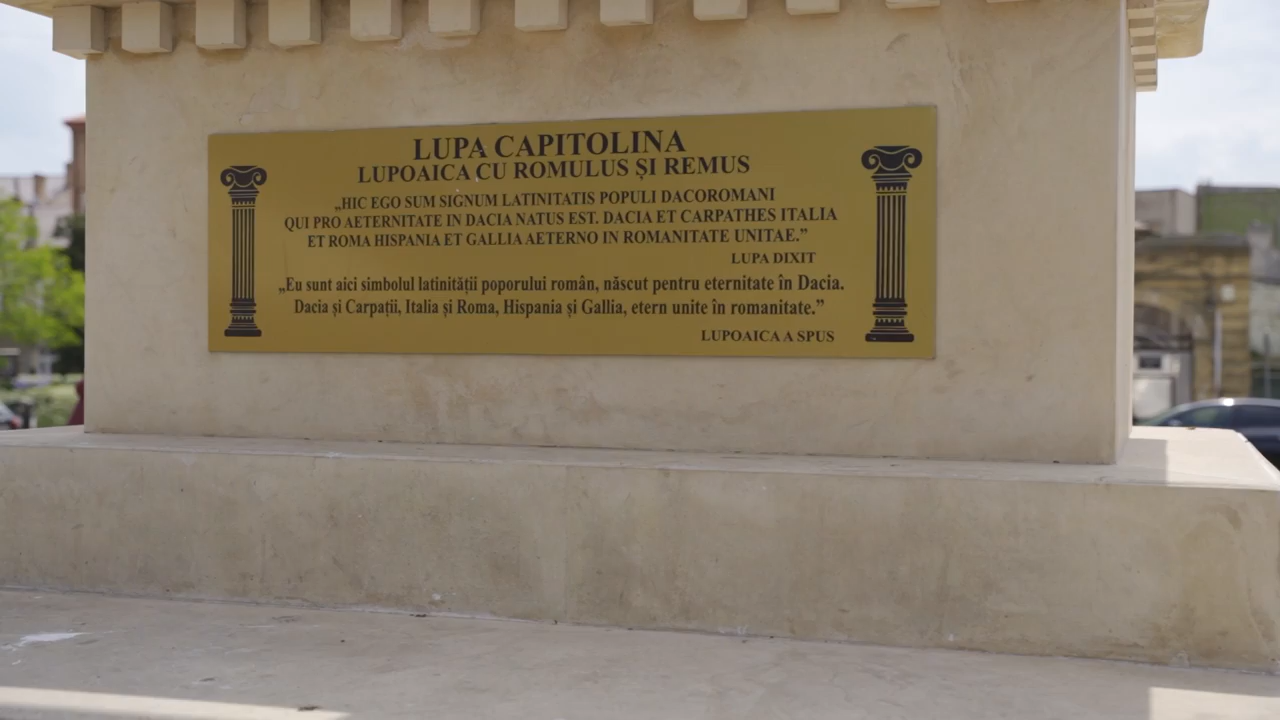 LUPA CAPITOLINA
LUPOAICA CU ROMULUS ȘI REMUS
„HIC EGO SUM SIGNUM LATINITATIS POPULI DACOROMANI
QUI PRO AETERNITATE IN DACIA NATUS EST. DACIA ET CARPATHES ITALIA
ET ROMA HISPANIA ET GALLIA AETERNO IN ROMANITATE UNITAE.”
LUPA DIXIT
„Eu sunt aici simbolul latinității poporului român, născut pentru eternitate în Dacia.
Dacia și Carpații, Italia și Roma, Hispania și Gallia, etern unite în romanitate.”
LUPOAICA A SPUS